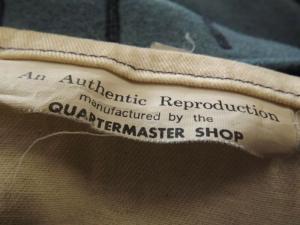 An Authentic Reproduction
manufactured by the
QUARTERMASTER SHOP